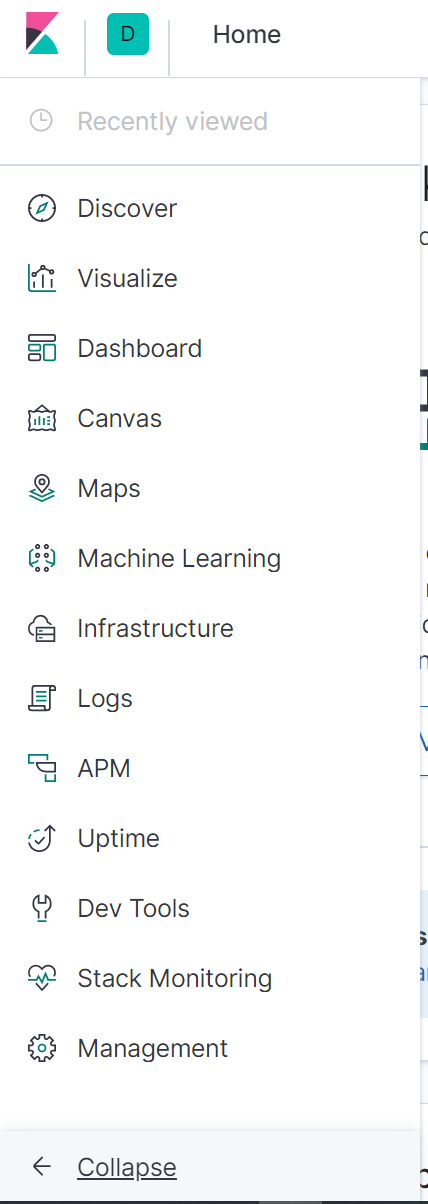 D
Home
Recently viewed
Discover
Visualize
Dashboard
Canvas
Maps
Machine Learning
Infrastructure
Logs
APM
Uptime
Dev Tools
Stack Monitoring
Management
Collapse